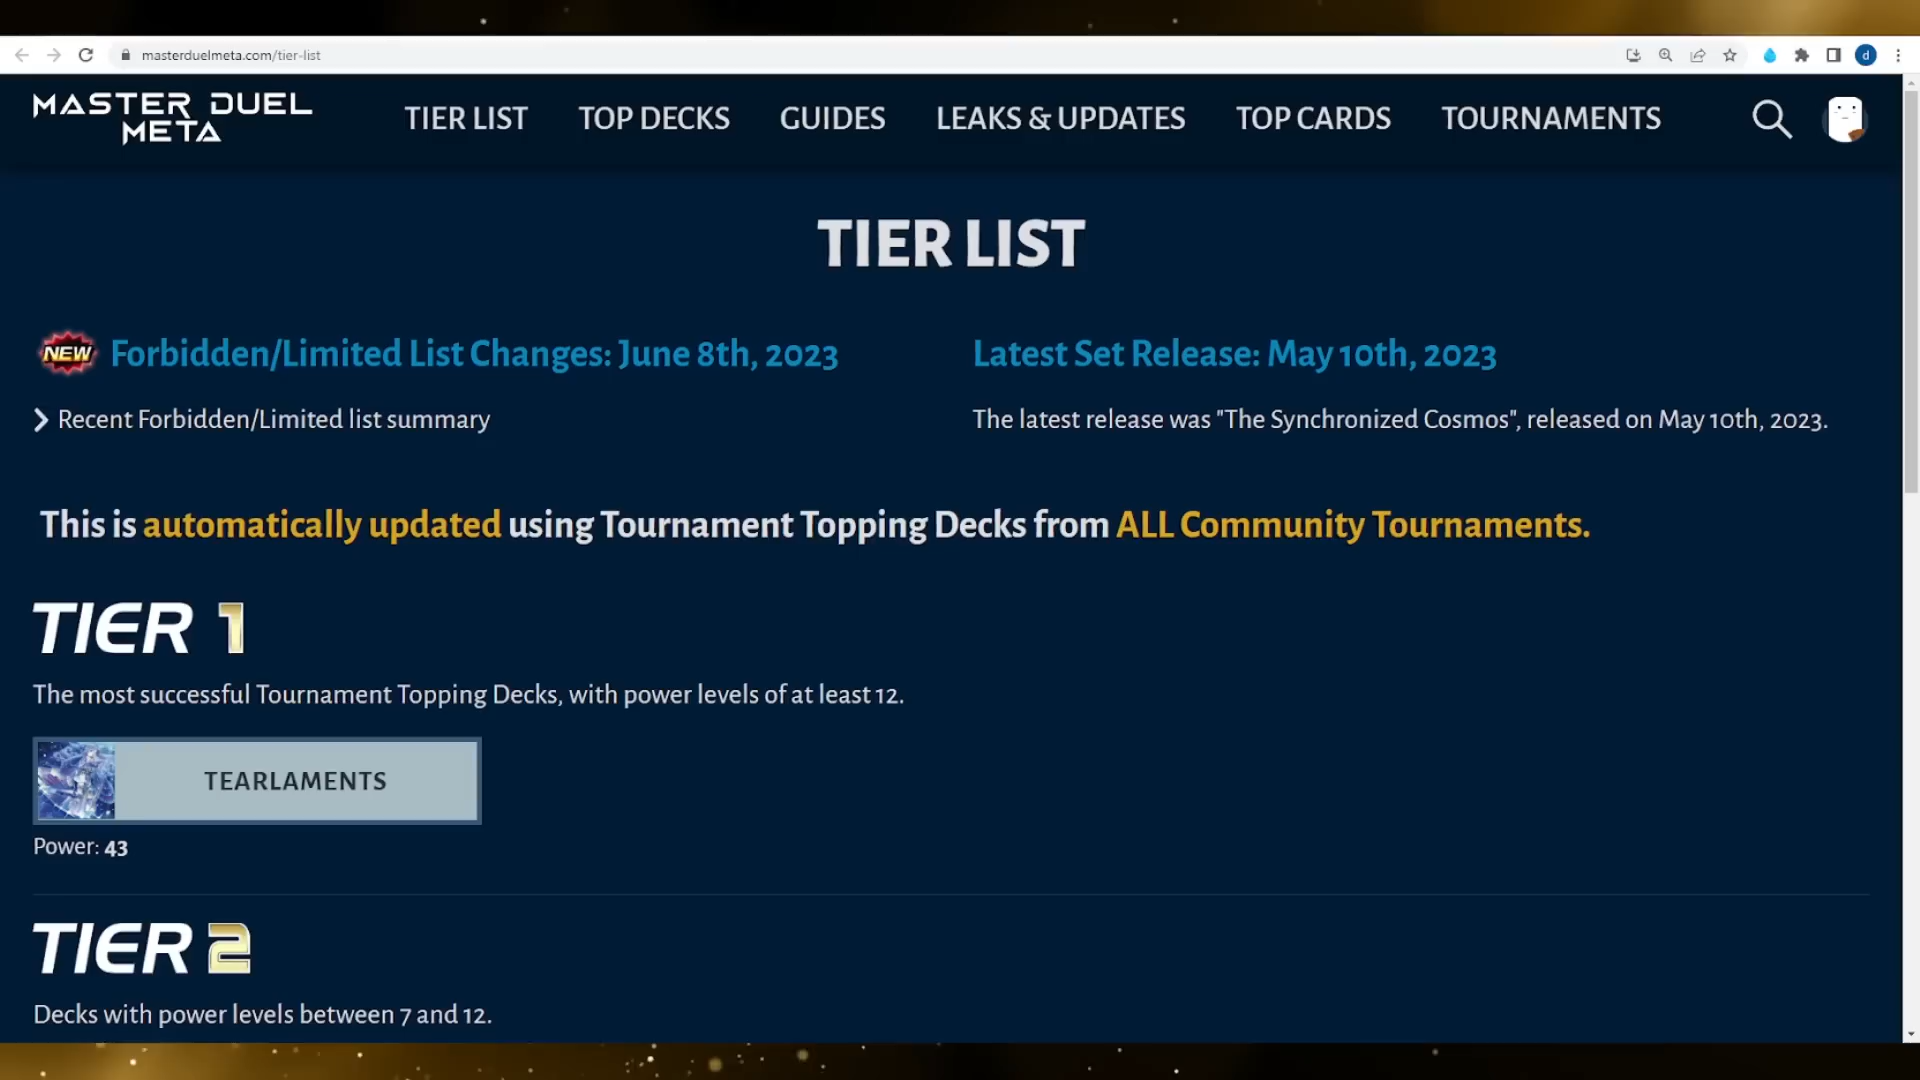 masterduelmeta.com/tier-list
d
MASTER DUEL
META
TIER LIST
TOP DECKS
GUIDES
LEAKS & UPDATES
TOP CARDS
TOURNAMENTS
TIER LIST
NEW
Forbidden/Limited List Changes: June 8th, 2023
Recent Forbidden/Limited list summary
Latest Set Release: May 10th, 2023
The latest release was "The Synchronized Cosmos", released on May 10th, 2023.
This is automatically updated using Tournament Topping Decks from ALL Community Tournaments.
TIER 1
The most successful Tournament Topping Decks, with power levels of at least 12.
TEARLAMENTS
Power: 43
TIER 2
Decks with power levels between 7 and 12.